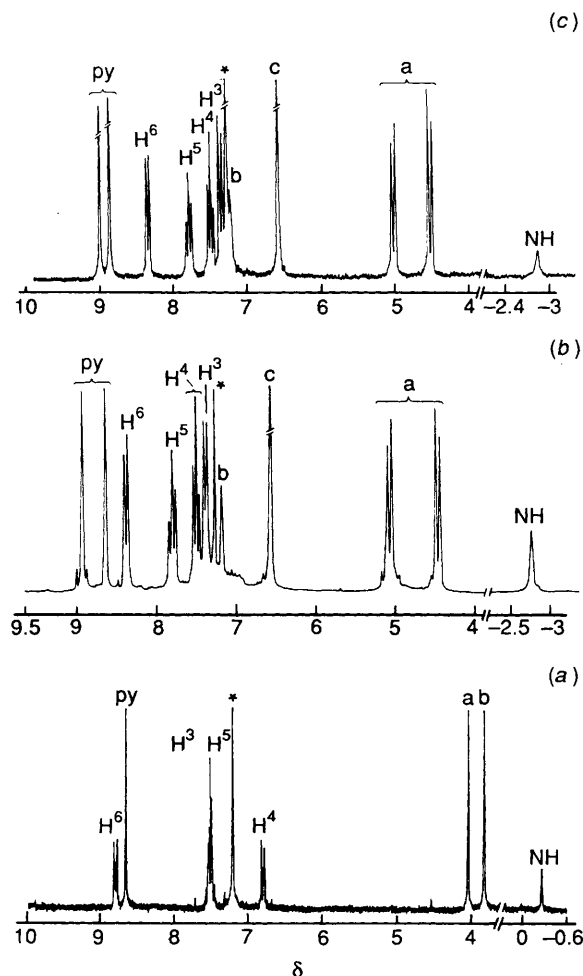 (c)
py
*
c
a
H³
H⁴
H⁶
H⁵
b
NH
10 9 8 7 6 5 4 −2.4 −3
(b)
py
H⁴
H³
*
c
a
H⁶
H⁵
b
NH
9.5 9 8 7 6 5 4 −2.5 −3
(a)
py
*
a b
H³ H⁵
H⁶
H⁴
NH
10 9 8 7 6 5 4 0 −0.6
δ